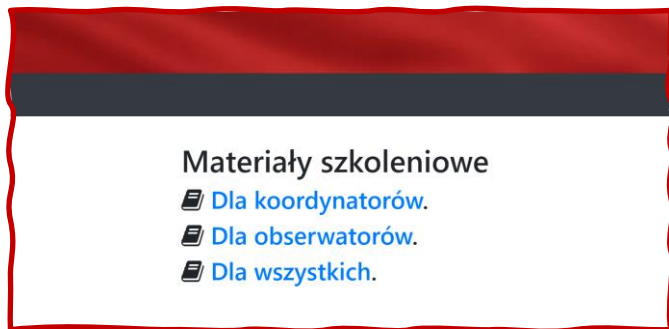 Materiały szkoleniowe
Dla koordynatorów.
Dla obserwatorów.
Dla wszystkich.